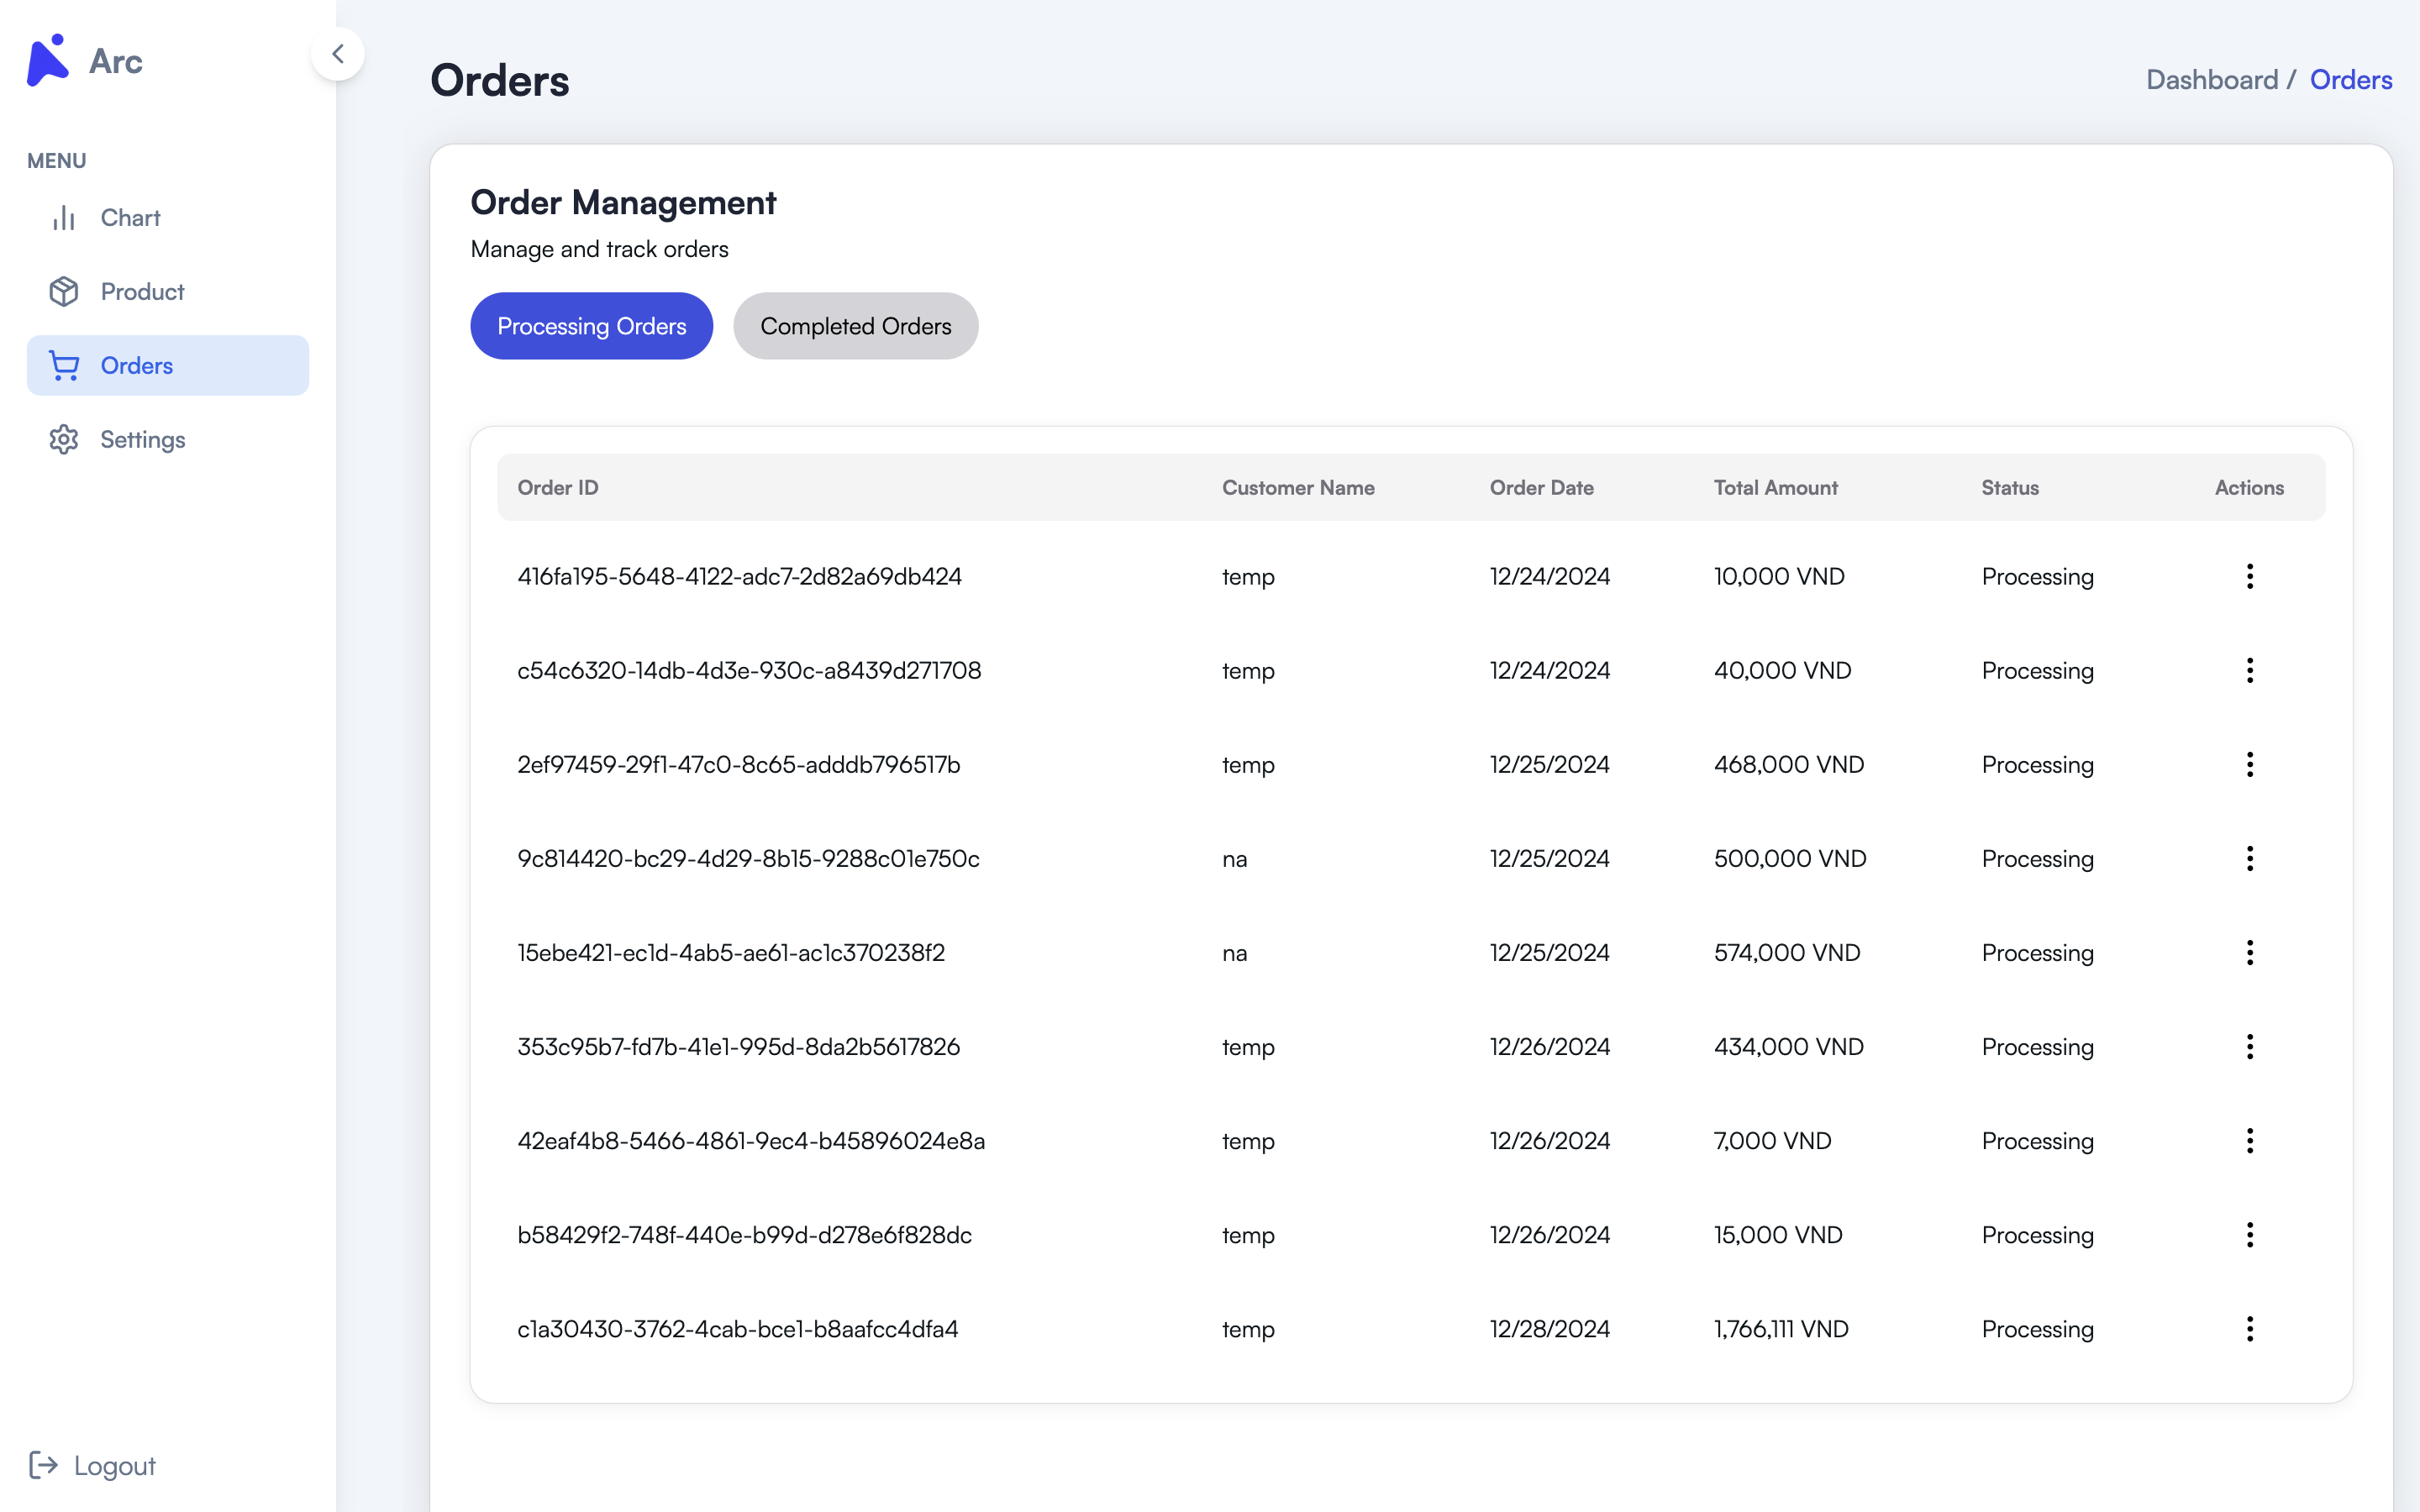 Arc
MENU
Chart
Product
Orders
Settings
Logout
Orders
Dashboard / Orders
Order Management
Manage and track orders
Processing Orders Completed Orders
Order ID Customer Name Order Date Total Amount Status Actions
416fa195-5648-4122-adc7-2d82a69db424 temp 12/24/2024 10,000 VND Processing
c54c6320-14db-4d3e-930c-a8439d271708 temp 12/24/2024 40,000 VND Processing
2ef97459-29f1-47c0-8c65-adddb796517b temp 12/25/2024 468,000 VND Processing
9c814420-bc29-4d29-8b15-9288c01e750c na 12/25/2024 500,000 VND Processing
15ebe421-ec1d-4ab5-ae61-ac1c370238f2 na 12/25/2024 574,000 VND Processing
353c95b7-fd7b-41e1-995d-8da2b5617826 temp 12/26/2024 434,000 VND Processing
42eaf4b8-5466-4861-9ec4-b45896024e8a temp 12/26/2024 7,000 VND Processing
b58429f2-748f-440e-b99d-d278e6f828dc temp 12/26/2024 15,000 VND Processing
c1a30430-3762-4cab-bce1-b8aafcc4dfa4 temp 12/28/2024 1,766,111 VND Processing